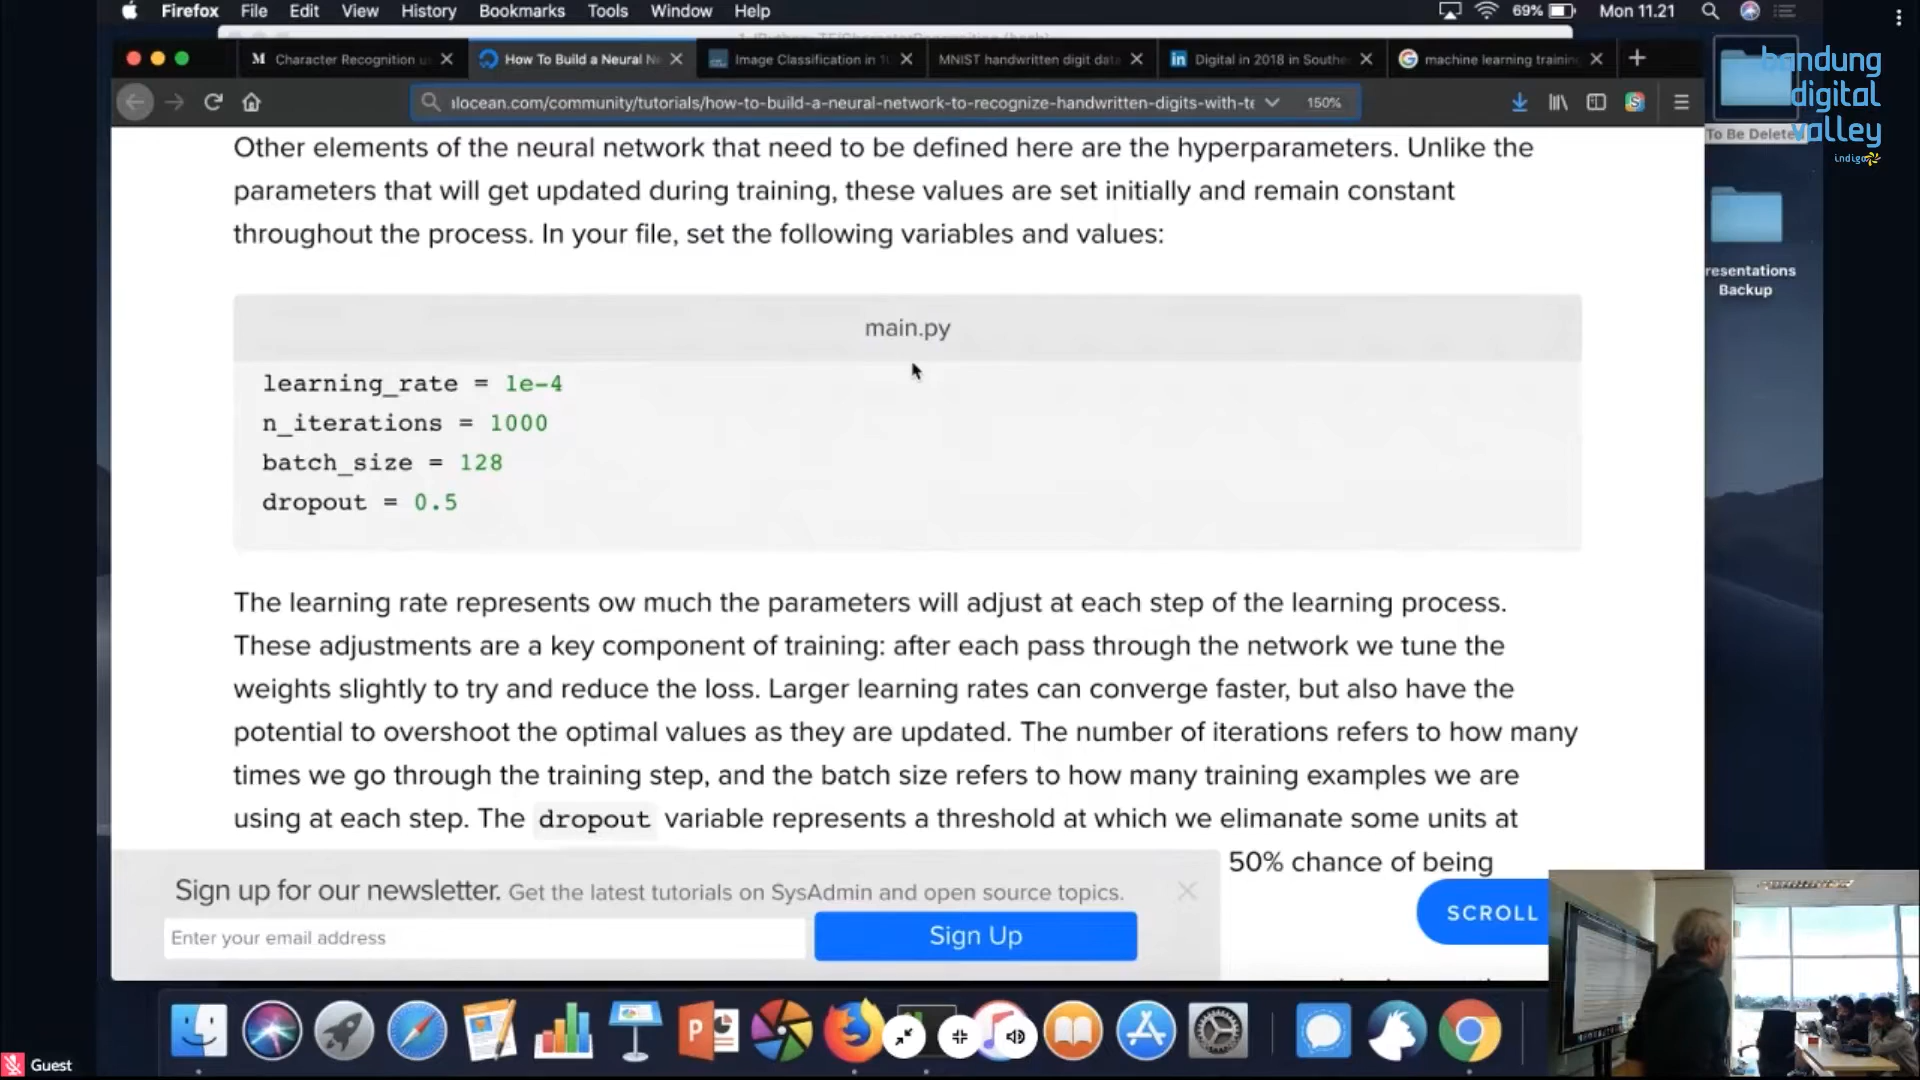 Firefox File Edit View History Bookmarks Tools Window Help 69% Mon 11.21
Character Recognition u
How To Build a Neural N
Image Classification in 1
MNIST handwritten digit dat
Digital in 2018 in Southe
machine learning trainin
bandung
digital
valley
indigo
To Be Delete
ılocean.com/community/tutorials/how-to-build-a-neural-network-to-recognize-handwritten-digits-with-te 150%
resentations
Backup
Other elements of the neural network that need to be defined here are the hyperparameters. Unlike the
parameters that will get updated during training, these values are set initially and remain constant
throughout the process. In your file, set the following variables and values:
main.py
learning_rate = 1e-4
n_iterations = 1000
batch_size = 128
dropout = 0.5
The learning rate represents ow much the parameters will adjust at each step of the learning process.
These adjustments are a key component of training: after each pass through the network we tune the
weights slightly to try and reduce the loss. Larger learning rates can converge faster, but also have the
potential to overshoot the optimal values as they are updated. The number of iterations refers to how many
times we go through the training step, and the batch size refers to how many training examples we are
using at each step. The dropout variable represents a threshold at which we elimanate some units at
50% chance of being
Sign up for our newsletter. Get the latest tutorials on SysAdmin and open source topics.
Enter your email address
Sign Up
SCROLL
Guest